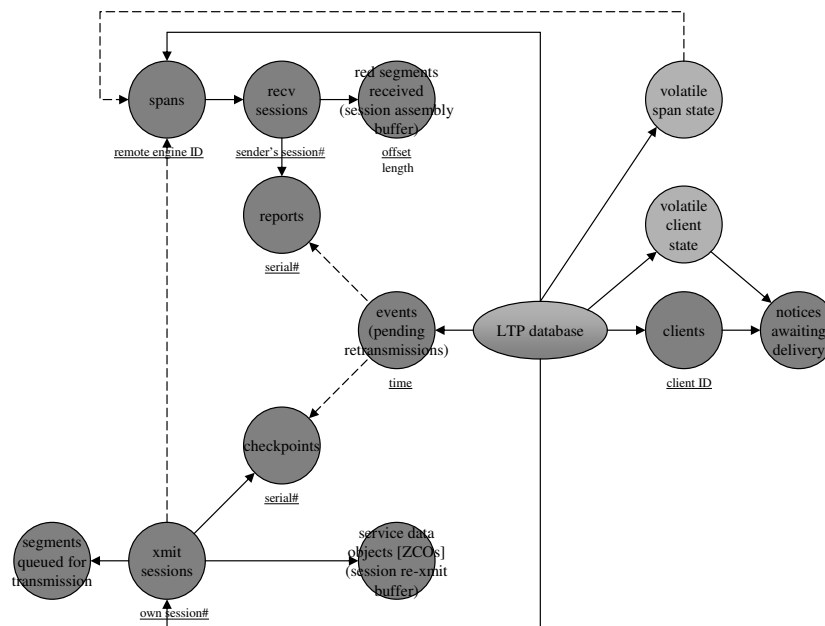 spans
remote engine ID
recv
sessions
sender's session#
red segments
received
(session assembly
buffer)
offset
length
volatile
span state
reports
serial#
volatile
client
state
events
(pending
retransmissions)
time
LTP database
clients
client ID
notices
awaiting
delivery
checkpoints
serial#
segments
queued for
transmission
xmit
sessions
own session#
service data
objects [ZCOs]
(session re-xmit
buffer)